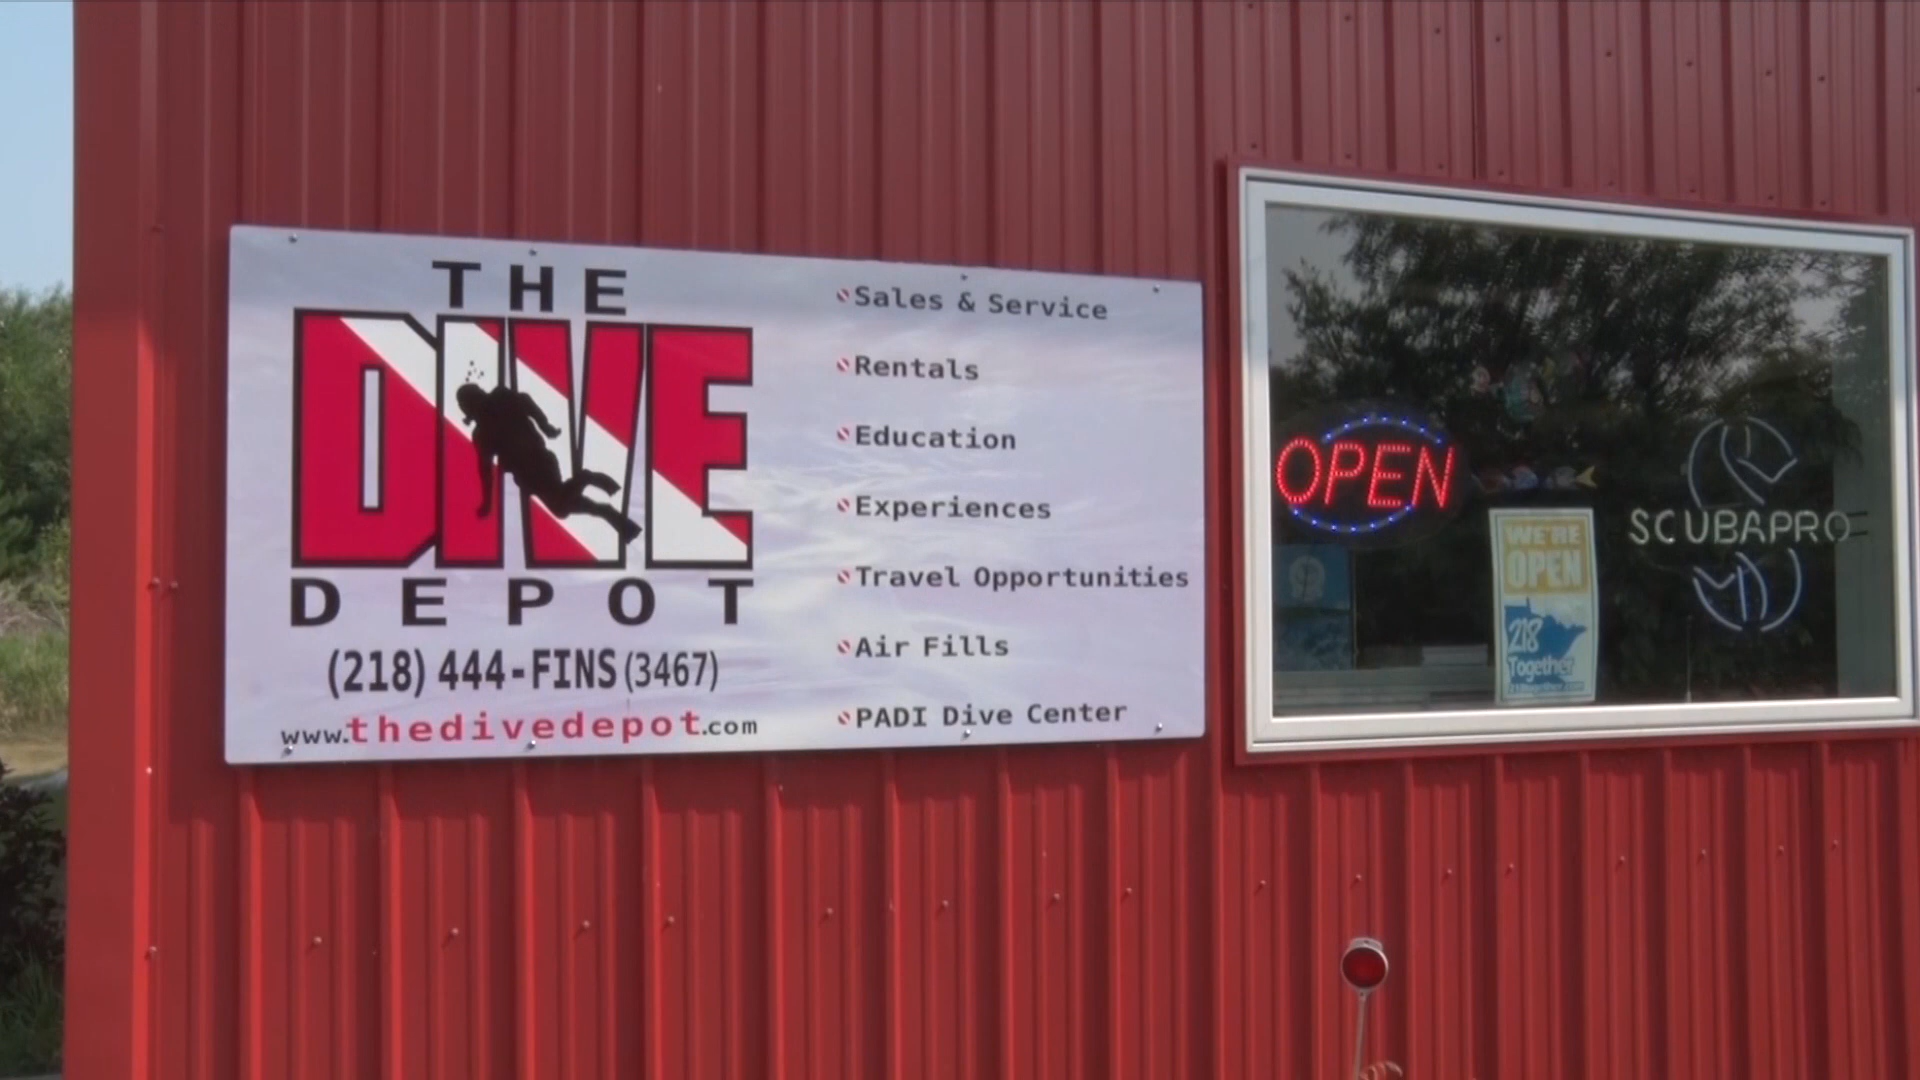 THE
DIVE
DEPOT
(218) 444-FINS (3467)
www.thedivedepot.com
Sales & Service
Rentals
Education
Experiences
Travel Opportunities
Air Fills
PADI Dive Center
OPEN
WE'RE
OPEN
218
Together
SCUBAPRO